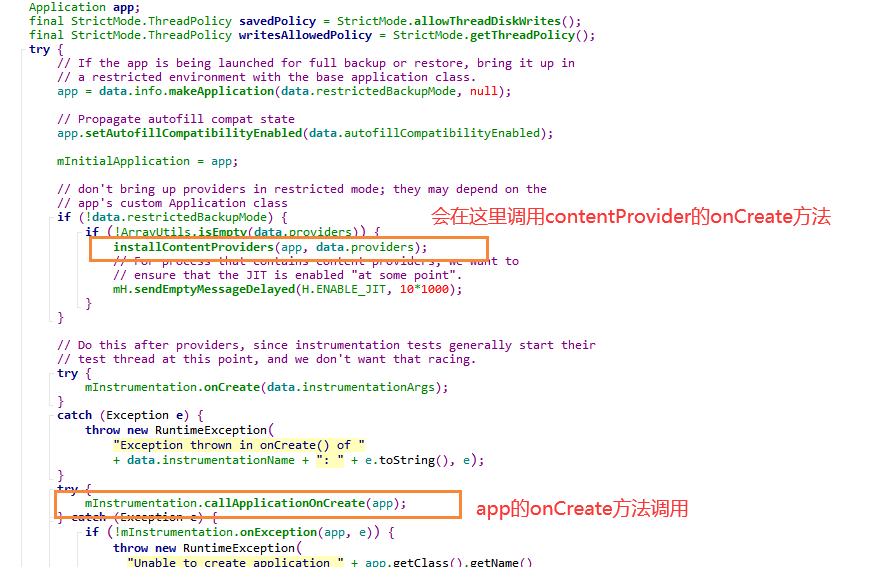 Application app;
final StrictMode.ThreadPolicy savedPolicy = StrictMode.allowThreadDiskWrites();
final StrictMode.ThreadPolicy writesAllowedPolicy = StrictMode.getThreadPolicy();
try {
// If the app is being launched for full backup or restore, bring it up in
// a restricted environment with the base application class.
app = data.info.makeApplication(data.restrictedBackupMode, null);
// Propagate autofill compat state
app.setAutofillCompatibilityEnabled(data.autofillCompatibilityEnabled);
mInitialApplication = app;
// don't bring up providers in restricted mode; they may depend on the
// app's custom Application class
if (!data.restrictedBackupMode) {
会在这里调用contentProvider的onCreate方法
if (!ArrayUtils.isEmpty(data.providers)) {
installContentProviders(app, data.providers);
// For process that contains content providers, we want to
// ensure that the JIT is enabled "at some point".
mH.sendEmptyMessageDelayed(H.ENABLE_JIT, 10*1000);
}
}
// Do this after providers, since instrumentation tests generally start their
// test thread at this point, and we don't want that racing.
try {
mInstrumentation.onCreate(data.instrumentationArgs);
}
catch (Exception e) {
throw new RuntimeException(
"Exception thrown in onCreate() of "
+ data.instrumentationName + ": " + e.toString(), e);
}
try {
mInstrumentation.callApplicationOnCreate(app);
app的onCreate方法调用
} catch (Exception e) {
if (!mInstrumentation.onException(app, e)) {
throw new RuntimeException(
"Unable to create application " + app.getClass().getName()